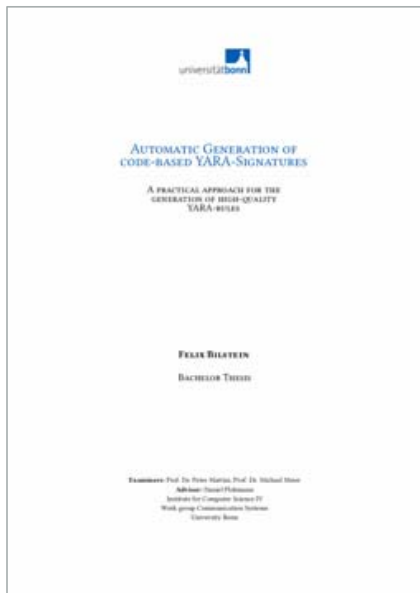 universitätbonn
AUTOMATIC GENERATION OF
CODE-BASED YARA-SIGNATURES
A PRACTICAL APPROACH FOR THE
GENERATION OF HIGH-QUALITY
YARA-RULES
FELIX BILSTEIN
BACHELOR THESIS
Examiners: Prof. Dr. Peter Martini, Prof. Dr. Michael Meier
Advisor: Daniel Plohmann
Institute for Computer Science IV
Work group Communication Systems
University Bonn